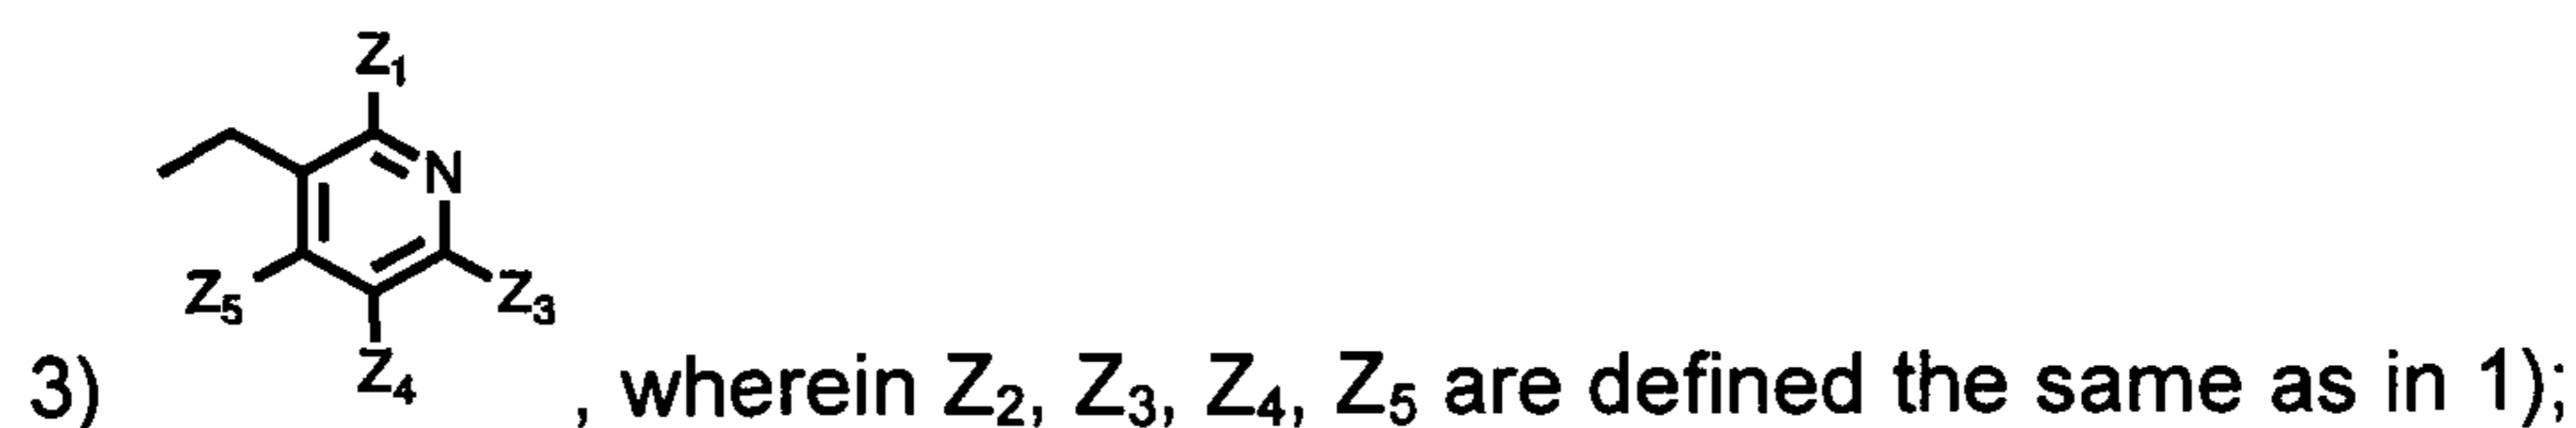 Z₁
N
Z₅
Z₃
Z₄
3) , wherein Z₂, Z₃, Z₄, Z₅ are defined the same as in 1);